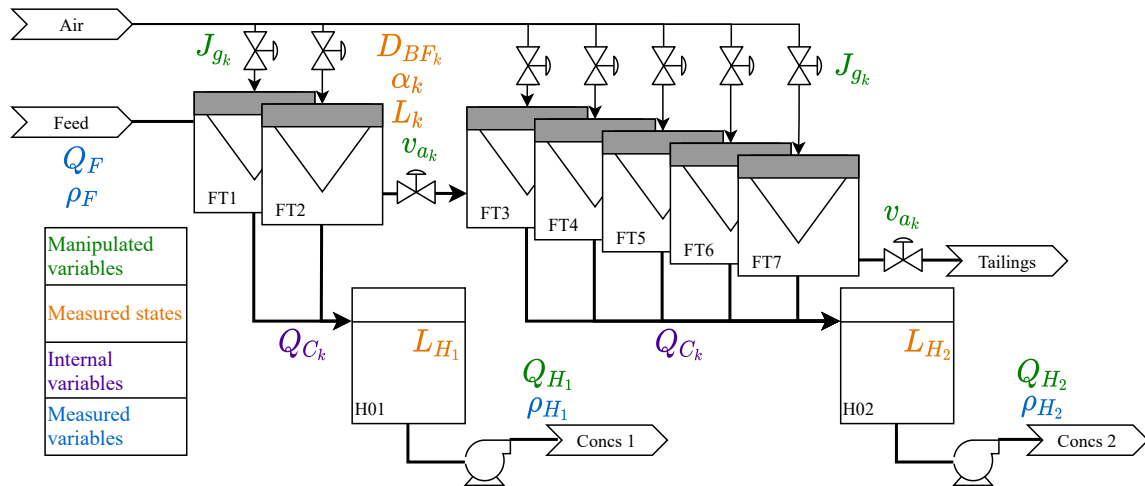 Air
J_{g_k}
D_{BF_k}
α_k
L_k
J_{g_k}
Feed
Q_F
ρ_F
v_{a_k}
FT1
FT2
FT3
FT4
FT5
FT6
FT7
v_{a_k}
Tailings
Manipulated
variables
Measured states
Internal
variables
Measured
variables
Q_{C_k}
L_{H_1}
H01
Q_{H_1}
ρ_{H_1}
Concs 1
Q_{C_k}
L_{H_2}
H02
Q_{H_2}
ρ_{H_2}
Concs 2